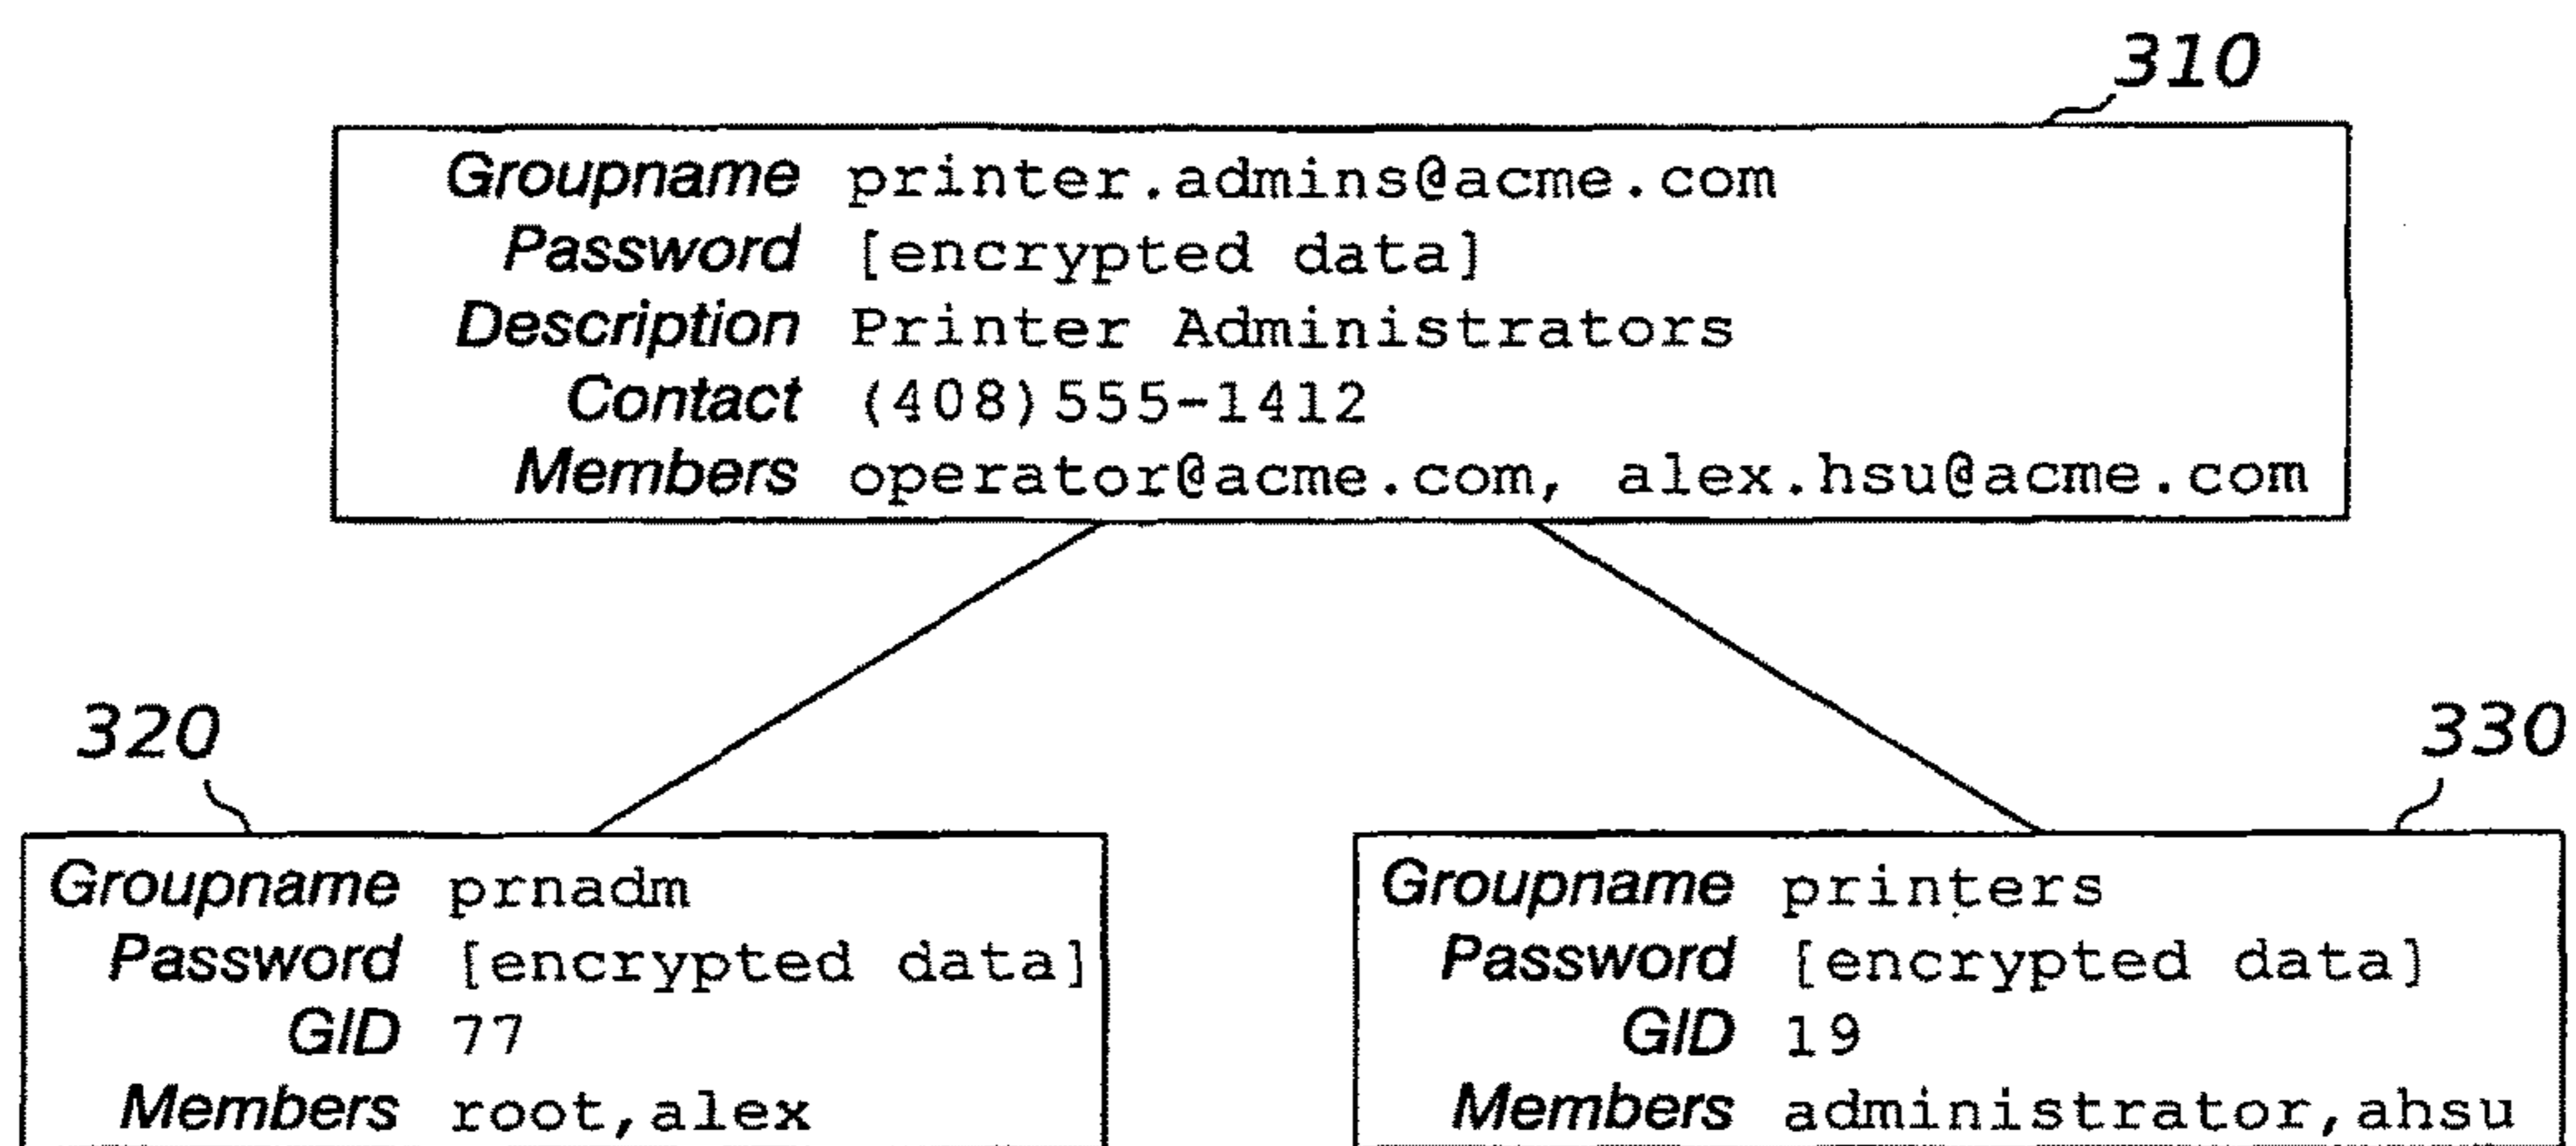 310
Groupname printer.admins@acme.com
Password [encrypted data]
Description Printer Administrators
Contact (408)555-1412
Members operator@acme.com, alex.hsu@acme.com
320
Groupname prnadm
Password [encrypted data]
GID 77
Members root,alex
330
Groupname printers
Password [encrypted data]
GID 19
Members administrator,ahsu